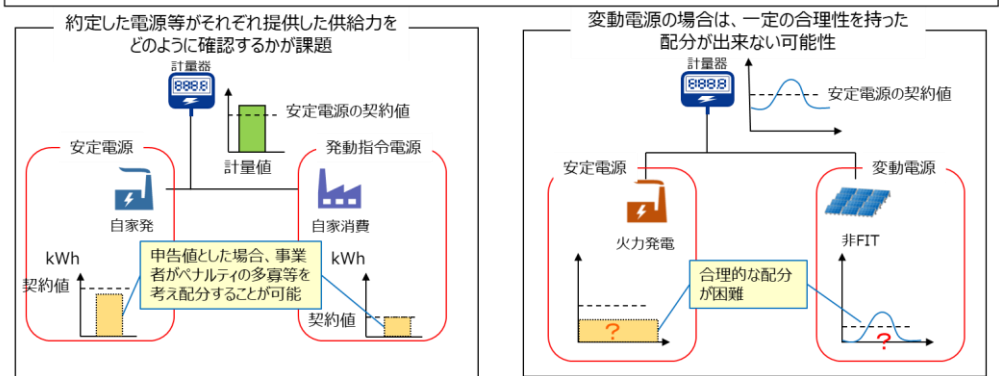 約定した電源等がそれぞれ提供した供給力を
どのように確認するかが課題
計量器
8888
安定電源の契約値
計量値
安定電源
発動指令電源
自家発
自家消費
kWh
契約値
申告値とした場合、事業
者がペナルティの多寡等を
考え配分することが可能
kWh
契約値
変動電源の場合は、一定の合理性を持った
配分が出来ない可能性
計量器
8888
安定電源の契約値
安定電源
変動電源
火力発電
非FIT
合理的な配分
が困難
?
?